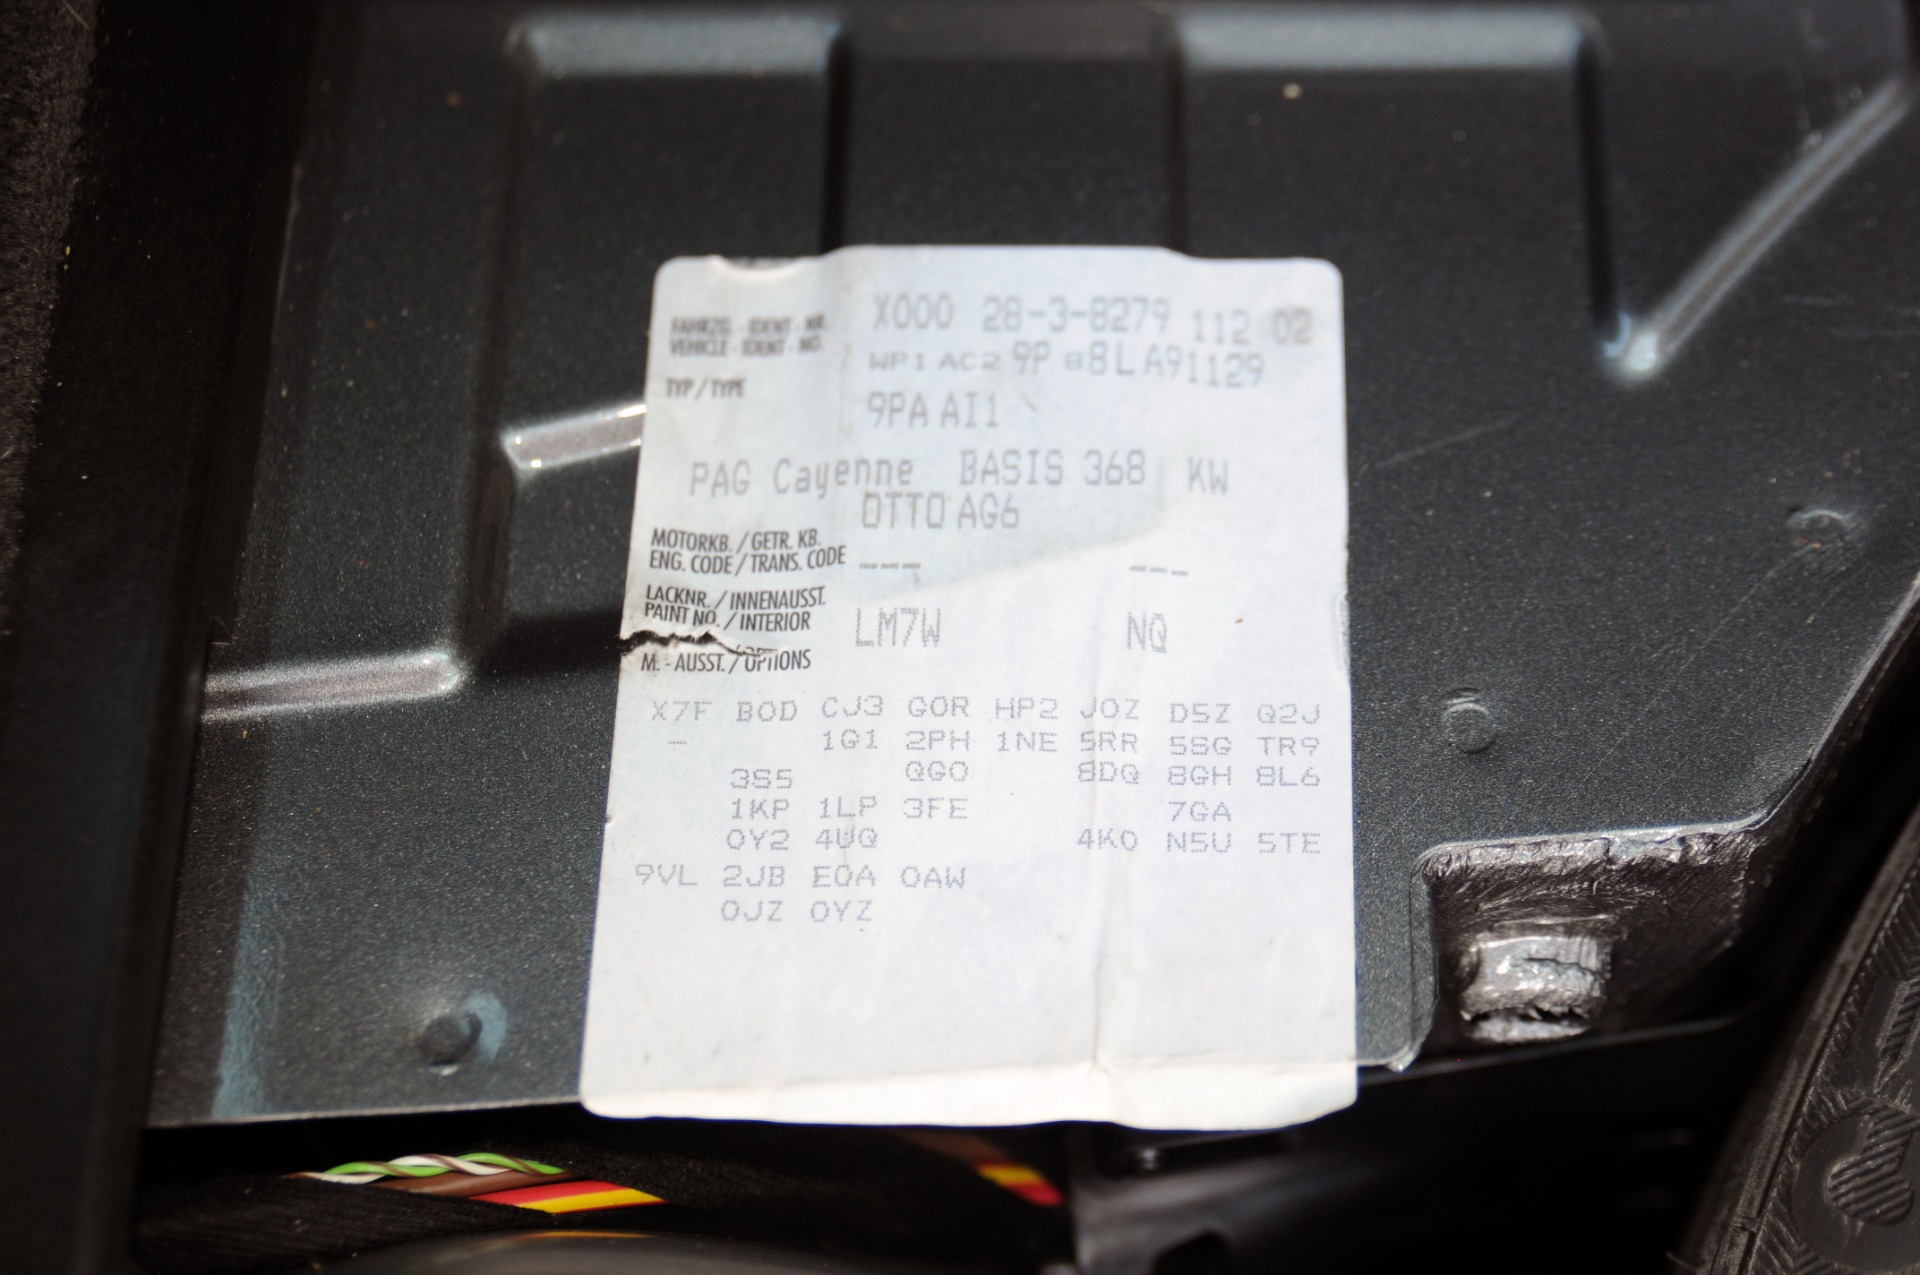 X000 28-3-8279 112 02
FAHRZG. - IDENT - NR.
VEHICLE - IDENT - NO.
WP1AC29P88LA91129
TYP / TYPE
9PA AI1
PAG Cayenne BASIS 368 KW
OTTO AG6
MOTORKB. / GETR. KB.
ENG. CODE / TRANS. CODE
LACKNR. / INNENAUSST.
PAINT NO. / INTERIOR
LM7W NQ
M. - AUSST. / OPTIONS
X7F B0D CJ3 G0R HP2 J0Z D5Z Q2J
- 1G1 2PH 1NE 5RR 5SG TR9
3S5 QG0 8DQ 8GH 8L6
1KP 1LP 3FE 7GA
0Y2 4UQ 4K0 N5U 5TE
9VL 2JB E0A 0AW
0JZ 0YZ